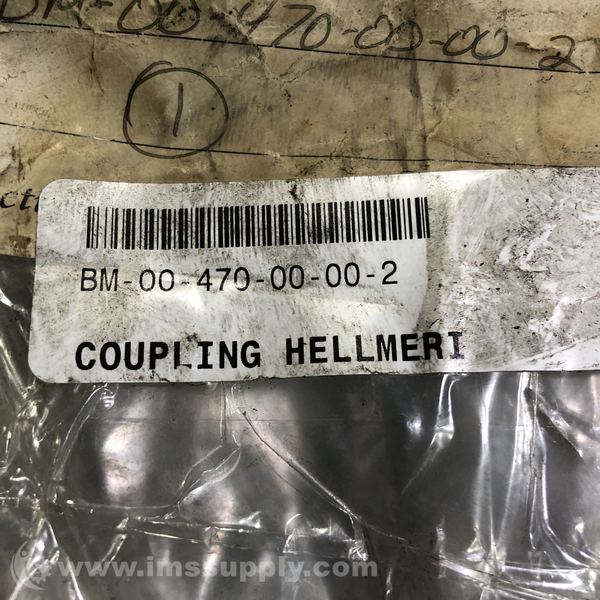 BM-00-470-00-00-2
1
BM-00-470-00-00-2
COUPLING HELLMERI
www.imssupply.com